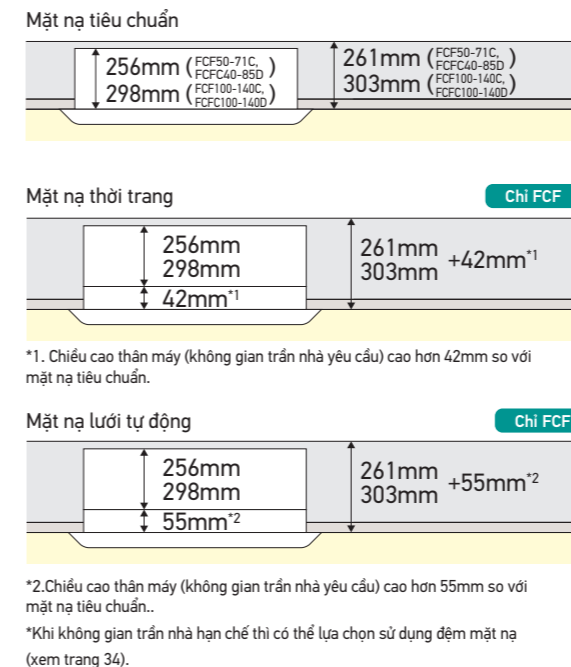 Mặt nạ tiêu chuẩn
256mm (FCF50-71C, FCFC40-85D) 261mm (FCF50-71C, FCFC40-85D)
298mm (FCF100-140C, FCFC100-140D) 303mm (FCF100-140C, FCFC100-140D)
Mặt nạ thời trang Chỉ FCF
256mm 261mm
298mm 303mm +42mm*1
42mm*1
*1. Chiều cao thân máy (không gian trần nhà yêu cầu) cao hơn 42mm so với
mặt nạ tiêu chuẩn.
Mặt nạ lưới tự động Chỉ FCF
256mm 261mm
298mm 303mm +55mm*2
55mm*2
*2.Chiều cao thân máy (không gian trần nhà yêu cầu) cao hơn 55mm so với
mặt nạ tiêu chuẩn..
*Khi không gian trần nhà hạn chế thì có thể lựa chọn sử dụng đệm mặt nạ
(xem trang 34).